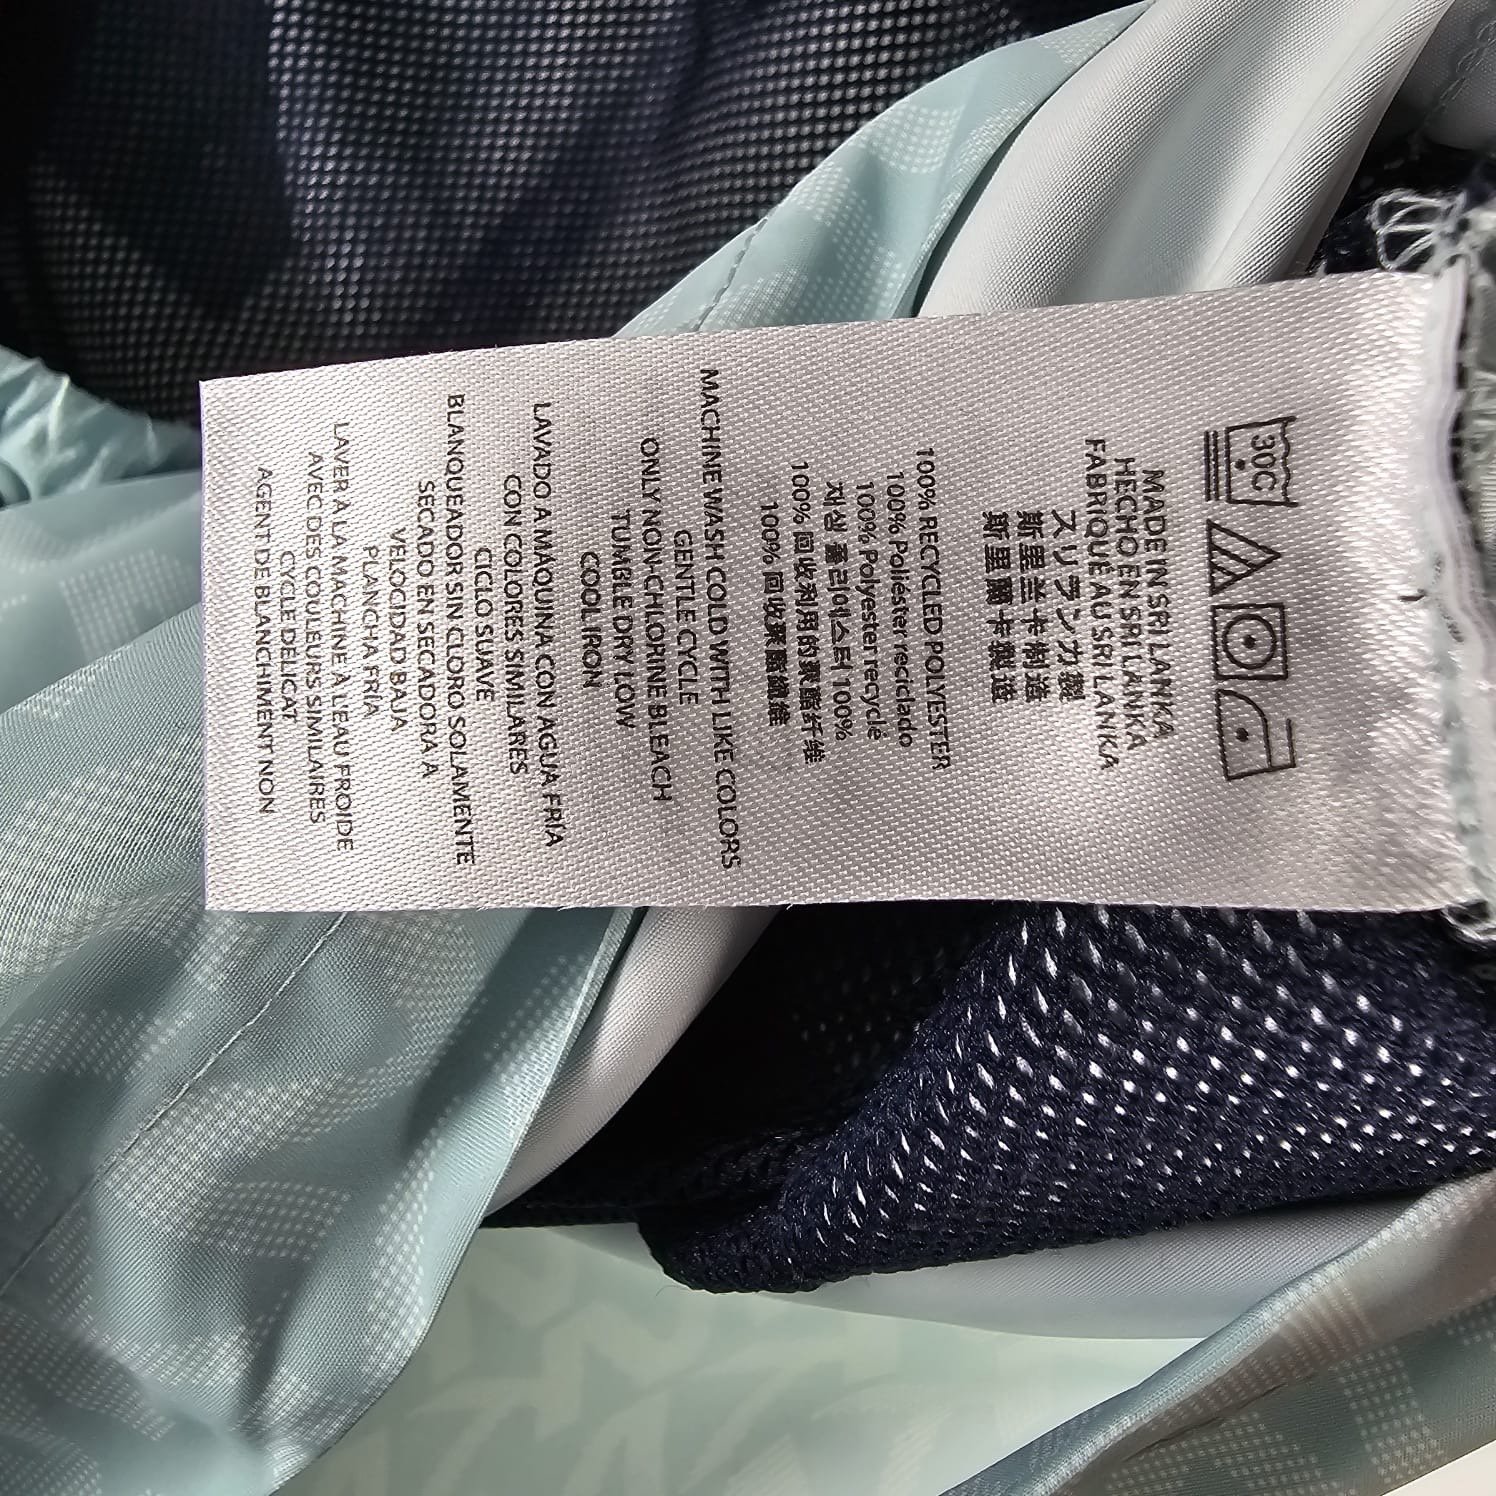 30C
MADE IN SRI LANKA
HECHO EN SRI LANKA
FABRIQUÉ AU SRI LANKA
スリランカ製
斯里兰卡制造
斯里蘭卡製造
100% RECYCLED POLYESTER
100% Poliéster reciclado
100% Polyester recyclé
재생 폴리에스터 100%
100% 回收利用的聚酯纤维
100% 回收聚酯纖維
MACHINE WASH COLD WITH LIKE COLORS
GENTLE CYCLE
ONLY NON-CHLORINE BLEACH
TUMBLE DRY LOW
COOL IRON
LAVADO A MÁQUINA CON AGUA FRÍA
CON COLORES SIMILARES
CICLO SUAVE
BLANQUEADOR SIN CLORO SOLAMENTE
SECADO EN SECADORA A
VELOCIDAD BAJA
PLANCHA FRÍA
LAVER À LA MACHINE À L'EAU FROIDE
AVEC DES COULEURS SIMILAIRES
CYCLE DÉLICAT
AGENT DE BLANCHIMENT NON